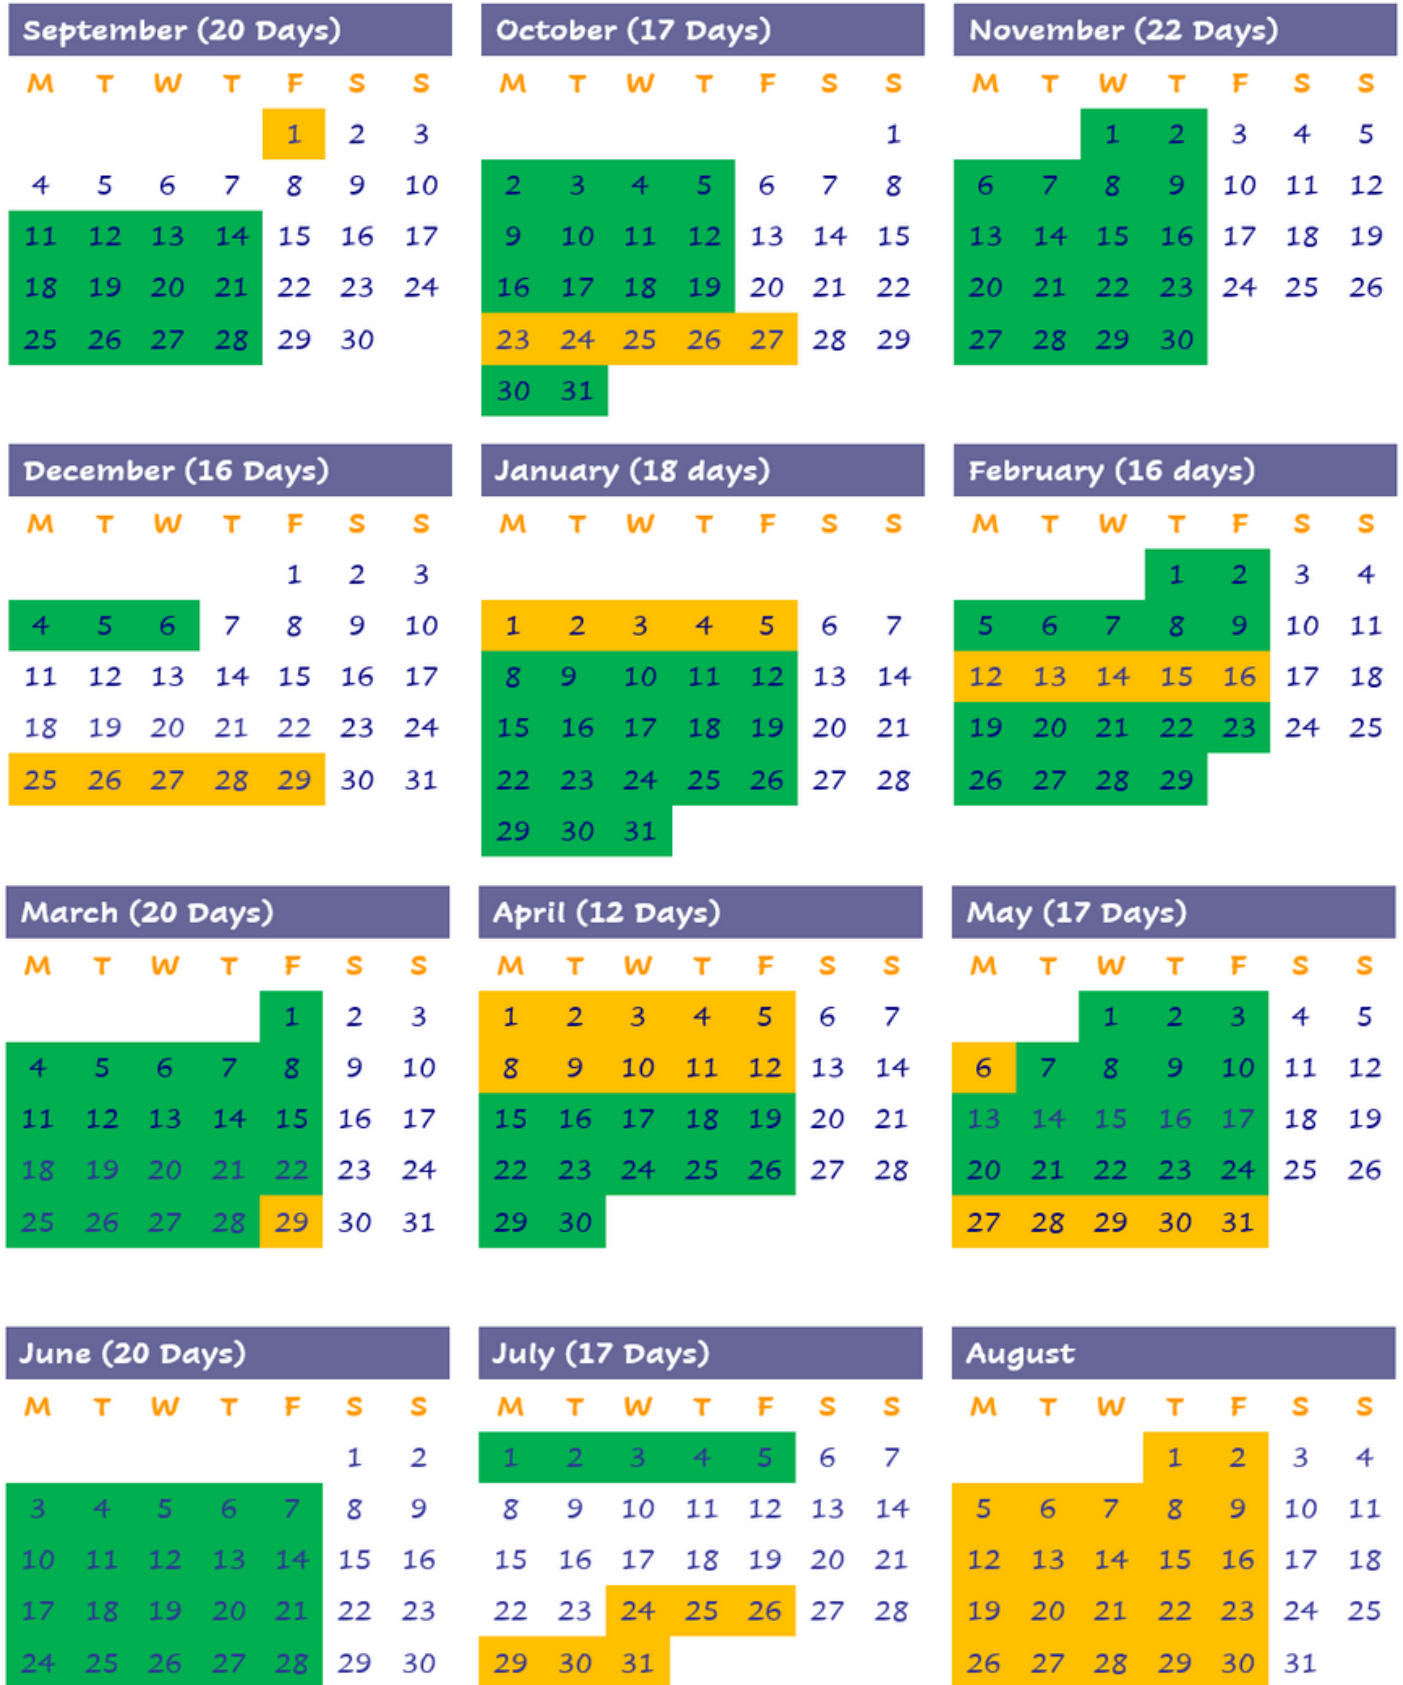 September (20 Days)
M T W T F S S
1 2 3
4 5 6 7 8 9 10
11 12 13 14 15 16 17
18 19 20 21 22 23 24
25 26 27 28 29 30
October (17 Days)
M T W T F S S
1
2 3 4 5 6 7 8
9 10 11 12 13 14 15
16 17 18 19 20 21 22
23 24 25 26 27 28 29
30 31
November (22 Days)
M T W T F S S
1 2 3 4 5
6 7 8 9 10 11 12
13 14 15 16 17 18 19
20 21 22 23 24 25 26
27 28 29 30
December (16 Days)
M T W T F S S
1 2 3
4 5 6 7 8 9 10
11 12 13 14 15 16 17
18 19 20 21 22 23 24
25 26 27 28 29 30 31
January (18 days)
M T W T F S S
1 2 3 4 5 6 7
8 9 10 11 12 13 14
15 16 17 18 19 20 21
22 23 24 25 26 27 28
29 30 31
February (16 days)
M T W T F S S
1 2 3 4
5 6 7 8 9 10 11
12 13 14 15 16 17 18
19 20 21 22 23 24 25
26 27 28 29
March (20 Days)
M T W T F S S
1 2 3
4 5 6 7 8 9 10
11 12 13 14 15 16 17
18 19 20 21 22 23 24
25 26 27 28 29 30 31
April (12 Days)
M T W T F S S
1 2 3 4 5 6 7
8 9 10 11 12 13 14
15 16 17 18 19 20 21
22 23 24 25 26 27 28
29 30
May (17 Days)
M T W T F S S
1 2 3 4 5
6 7 8 9 10 11 12
13 14 15 16 17 18 19
20 21 22 23 24 25 26
27 28 29 30 31
June (20 Days)
M T W T F S S
1 2
3 4 5 6 7 8 9
10 11 12 13 14 15 16
17 18 19 20 21 22 23
24 25 26 27 28 29 30
July (17 Days)
M T W T F S S
1 2 3 4 5 6 7
8 9 10 11 12 13 14
15 16 17 18 19 20 21
22 23 24 25 26 27 28
29 30 31
August
M T W T F S S
1 2 3 4
5 6 7 8 9 10 11
12 13 14 15 16 17 18
19 20 21 22 23 24 25
26 27 28 29 30 31